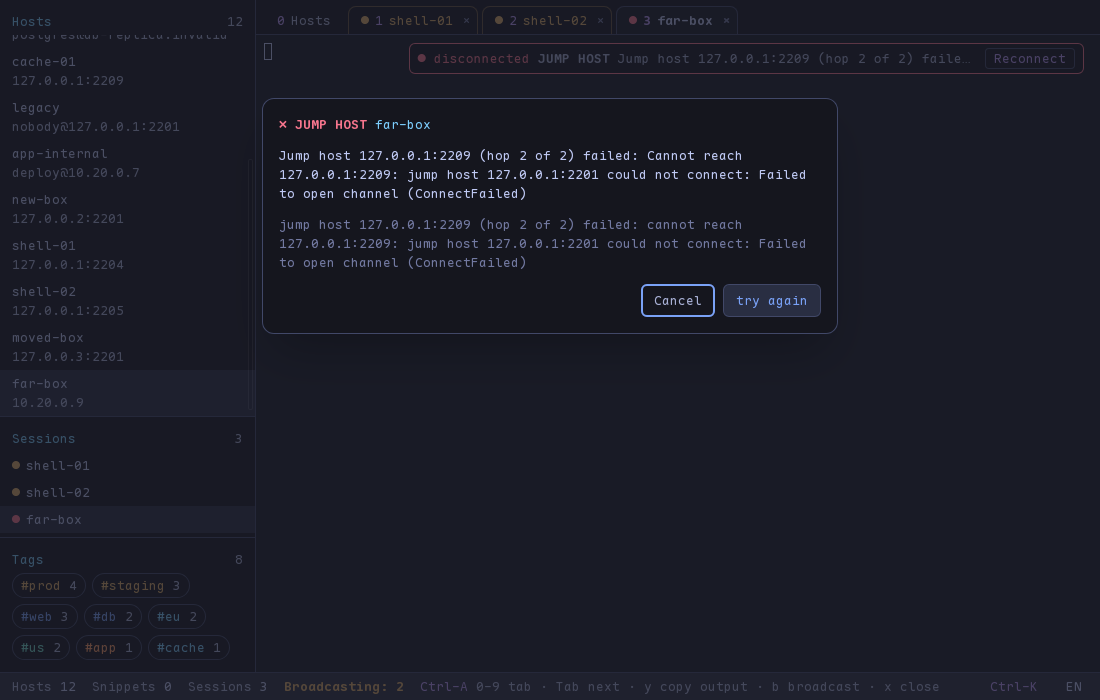 Hosts 12
postgres@db-replica.invalid
cache-01
127.0.0.1:2209
legacy
nobody@127.0.0.1:2201
app-internal
deploy@10.20.0.7
new-box
127.0.0.2:2201
shell-01
127.0.0.1:2204
shell-02
127.0.0.1:2205
moved-box
127.0.0.3:2201
far-box
10.20.0.9
Sessions 3
shell-01
shell-02
far-box
Tags 8
#prod 4 #staging 3
#web 3 #db 2 #eu 2
#us 2 #app 1 #cache 1
0 Hosts 1 shell-01 × 2 shell-02 × 3 far-box ×
disconnected JUMP HOST Jump host 127.0.0.1:2209 (hop 2 of 2) faile… Reconnect
× JUMP HOST far-box
Jump host 127.0.0.1:2209 (hop 2 of 2) failed: Cannot reach
127.0.0.1:2209: jump host 127.0.0.1:2201 could not connect: Failed
to open channel (ConnectFailed)
jump host 127.0.0.1:2209 (hop 2 of 2) failed: cannot reach
127.0.0.1:2209: jump host 127.0.0.1:2201 could not connect: Failed
to open channel (ConnectFailed)
Cancel try again
Hosts 12 Snippets 0 Sessions 3 Broadcasting: 2 Ctrl-A 0-9 tab · Tab next · y copy output · b broadcast · x close Ctrl-K EN